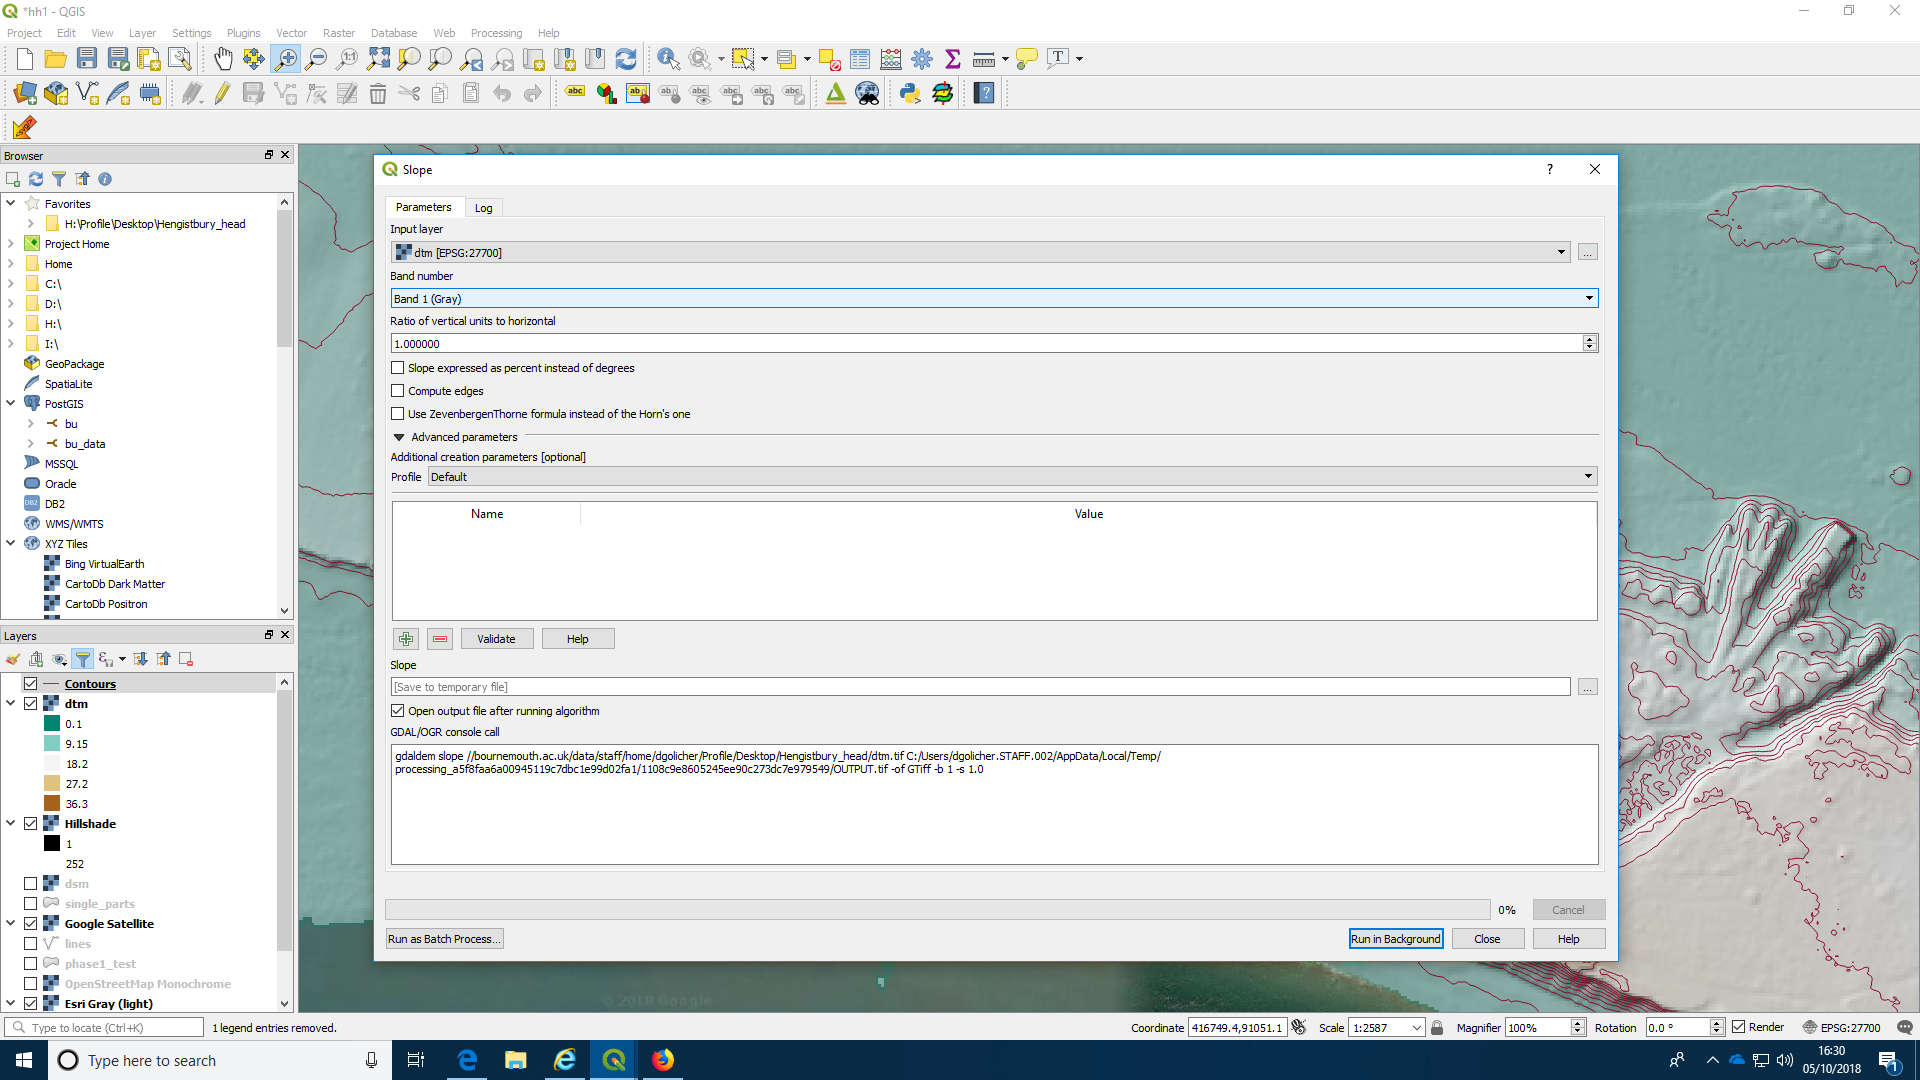 *hh1 - QGIS
Project Edit View Layer Settings Plugins Vector Raster Database Web Processing Help
Browser
Favorites
H:\Profile\Desktop\Hengistbury_head
Project Home
Home
C:\
D:\
H:\
I:\
GeoPackage
SpatiaLite
PostGIS
bu
bu_data
MSSQL
Oracle
DB2
WMS/WMTS
XYZ Tiles
Bing VirtualEarth
CartoDb Dark Matter
CartoDb Positron
Layers
Contours
dtm
0.1
9.15
18.2
27.2
36.3
Hillshade
1
252
dsm
single_parts
Google Satellite
lines
phase1_test
OpenStreetMap Monochrome
Esri Gray (light)
Slope
Parameters Log
Input layer
dtm [EPSG:27700]
Band number
Band 1 (Gray)
Ratio of vertical units to horizontal
1.000000
Slope expressed as percent instead of degrees
Compute edges
Use ZevenbergenThorne formula instead of the Horn's one
Advanced parameters
Additional creation parameters [optional]
Profile Default
Name Value
Validate Help
Slope
[Save to temporary file]
Open output file after running algorithm
GDAL/OGR console call
gdaldem slope //bournemouth.ac.uk/data/staff/home/dgolicher/Profile/Desktop/Hengistbury_head/dtm.tif C:/Users/dgolicher.STAFF.002/AppData/Local/Temp/
processing_a5f8faa6a00945119c7dbc1e99d02fa1/1108c9e8605245ee90c273dc7e979549/OUTPUT.tif -of GTiff -b 1 -s 1.0
0% Cancel
Run as Batch Process... Run in Background Close Help
© 2018 Google
Type to locate (Ctrl+K) 1 legend entries removed. Coordinate 416749.4,91051.1 Scale 1:2587 Magnifier 100% Rotation 0.0 ° Render EPSG:27700
Type here to search
16:30
05/10/2018